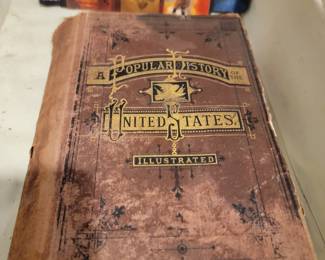 A POPULAR HISTORY OF THE
UNITED STATES.
ILLUSTRATED